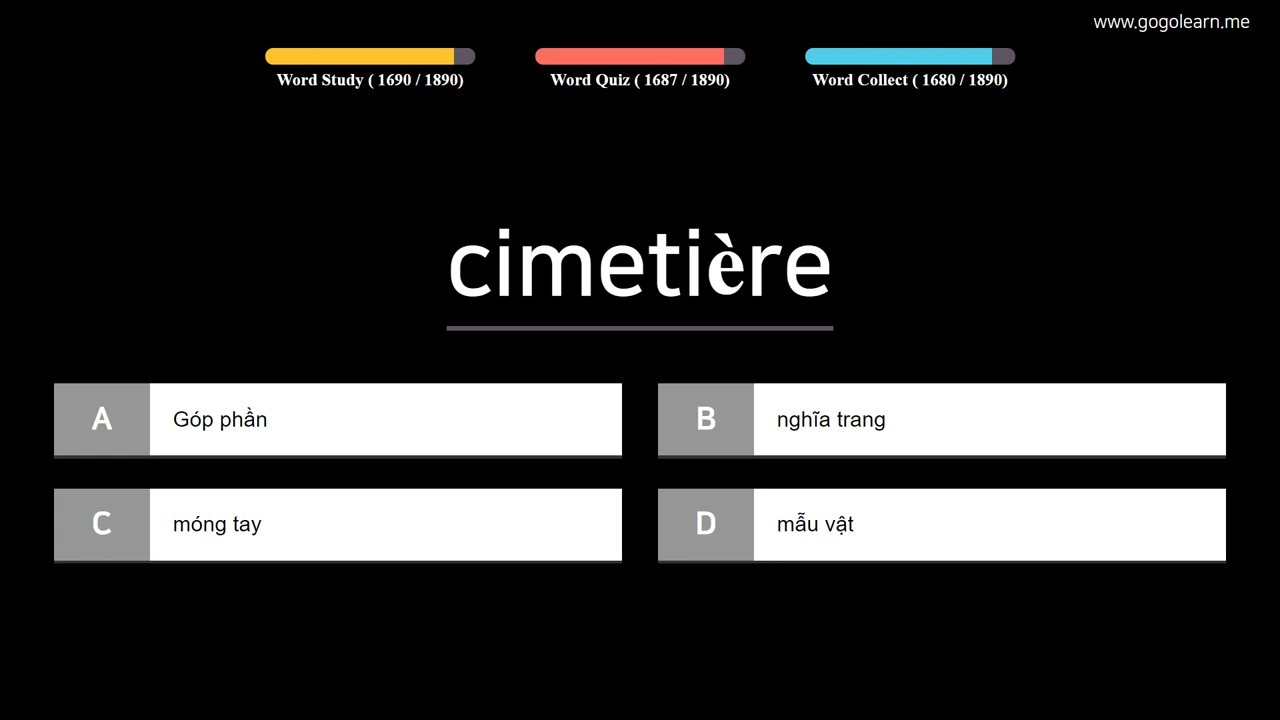 www.gogolearn.me
Word Study ( 1690 / 1890)
Word Quiz ( 1687 / 1890)
Word Collect ( 1680 / 1890)
cimetière
A Góp phần
B nghĩa trang
C móng tay
D mẫu vật